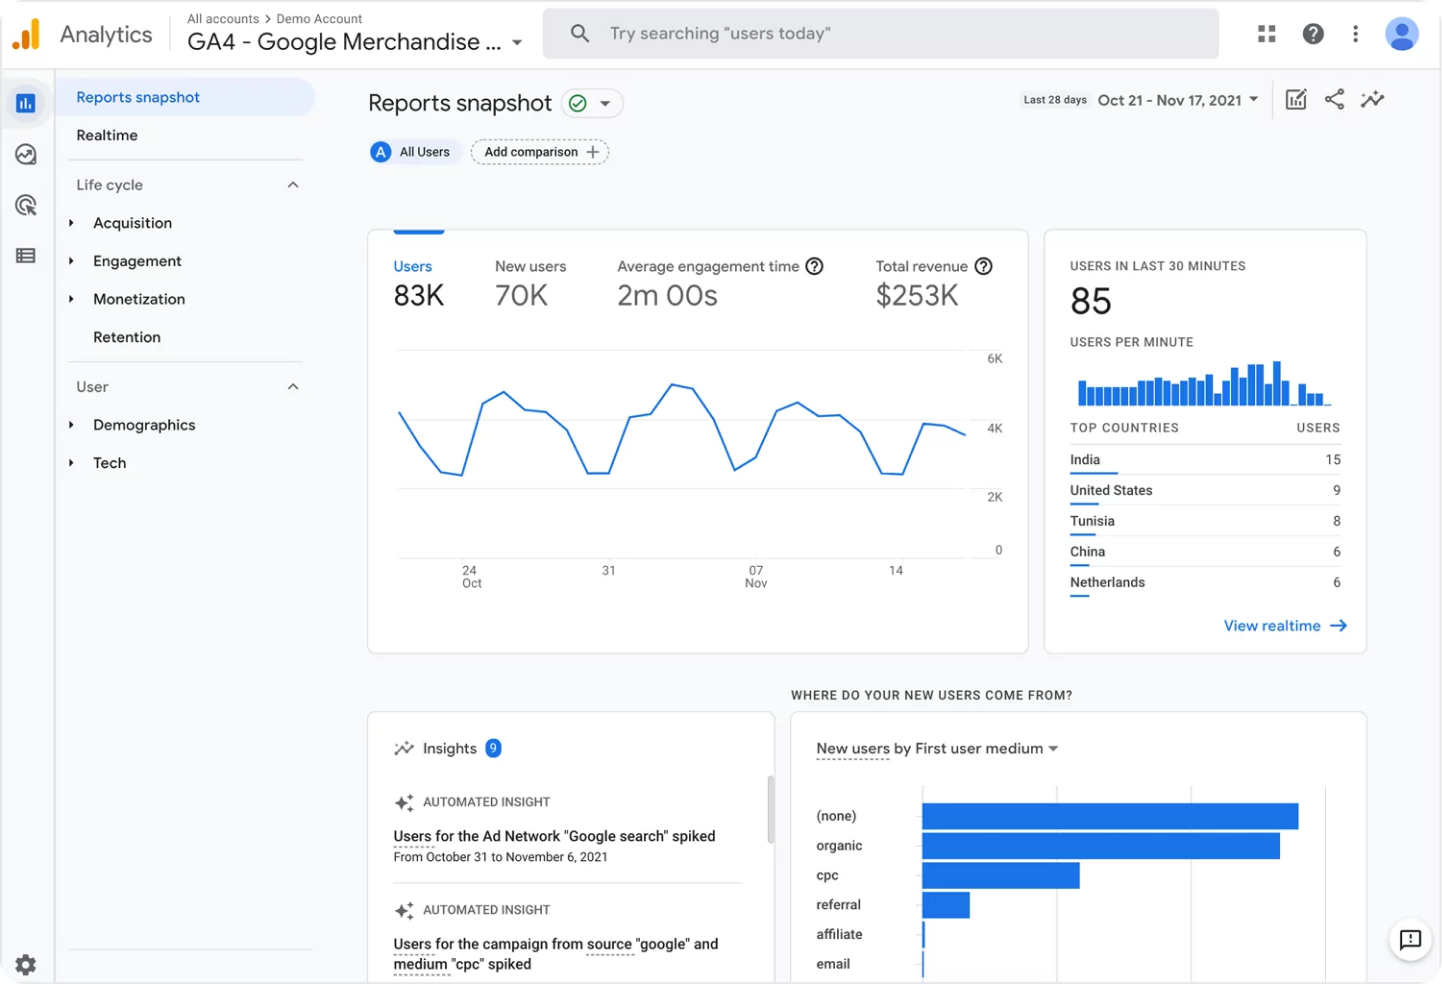 Analytics
All accounts > Demo Account
GA4 - Google Merchandise ...
Try searching "users today"
Reports snapshot
Realtime
Life cycle
Acquisition
Engagement
Monetization
Retention
User
Demographics
Tech
Reports snapshot
Last 28 days Oct 21 - Nov 17, 2021
A All Users
Add comparison +
Users
83K
New users
70K
Average engagement time
2m 00s
Total revenue
$253K
6K
4K
2K
0
24
Oct
31
07
Nov
14
USERS IN LAST 30 MINUTES
85
USERS PER MINUTE
TOP COUNTRIES USERS
India 15
United States 9
Tunisia 8
China 6
Netherlands 6
View realtime
Insights 9
AUTOMATED INSIGHT
Users for the Ad Network "Google search" spiked
From October 31 to November 6, 2021
AUTOMATED INSIGHT
Users for the campaign from source "google" and
medium "cpc" spiked
WHERE DO YOUR NEW USERS COME FROM?
New users by First user medium
(none)
organic
cpc
referral
affiliate
email